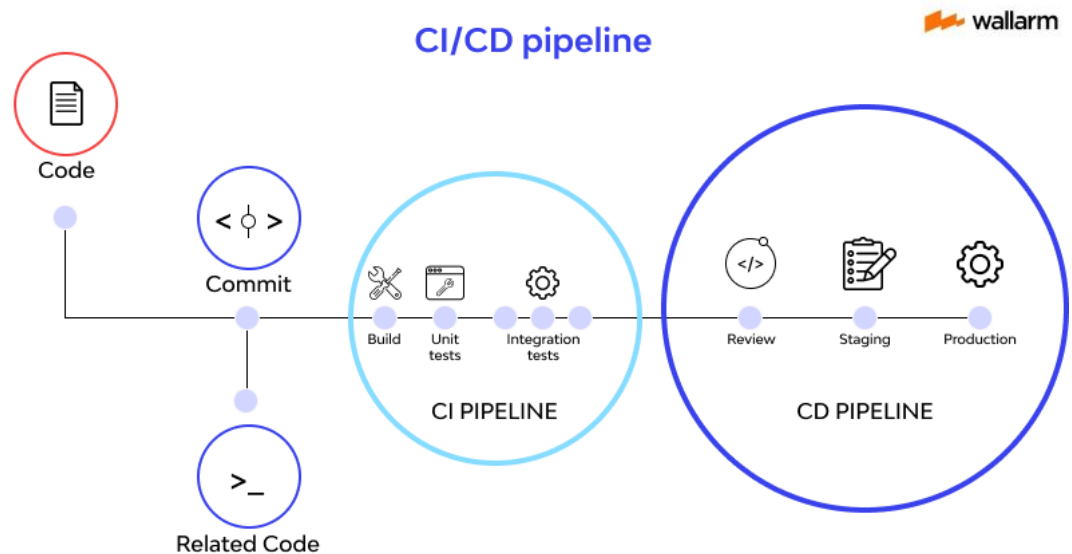 CI/CD pipeline
wallarm
Code
< >
Commit
Build
Unit
tests
Integration
tests
CI PIPELINE
</>
Review
Staging
Production
CD PIPELINE
>_
Related Code